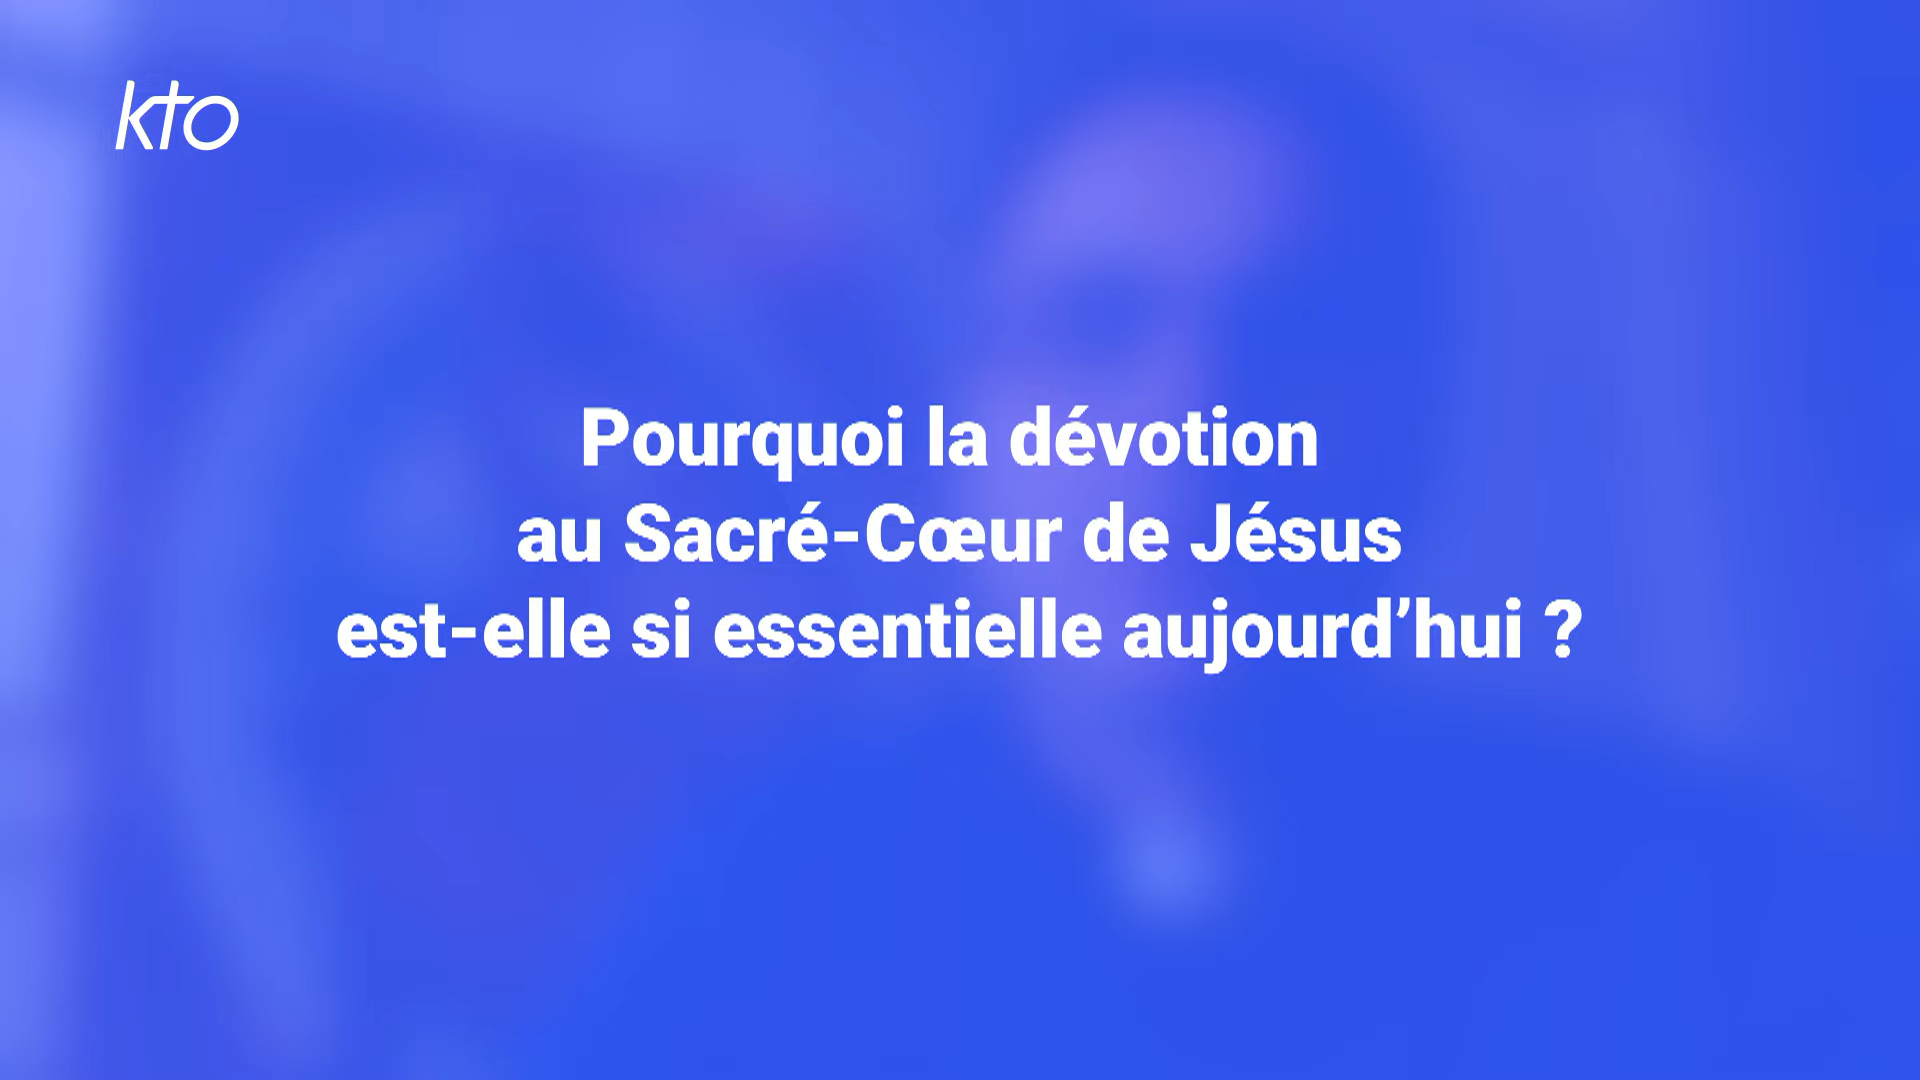 kto
Pourquoi la dévotion
au Sacré-Cœur de Jésus
est-elle si essentielle aujourd’hui ?